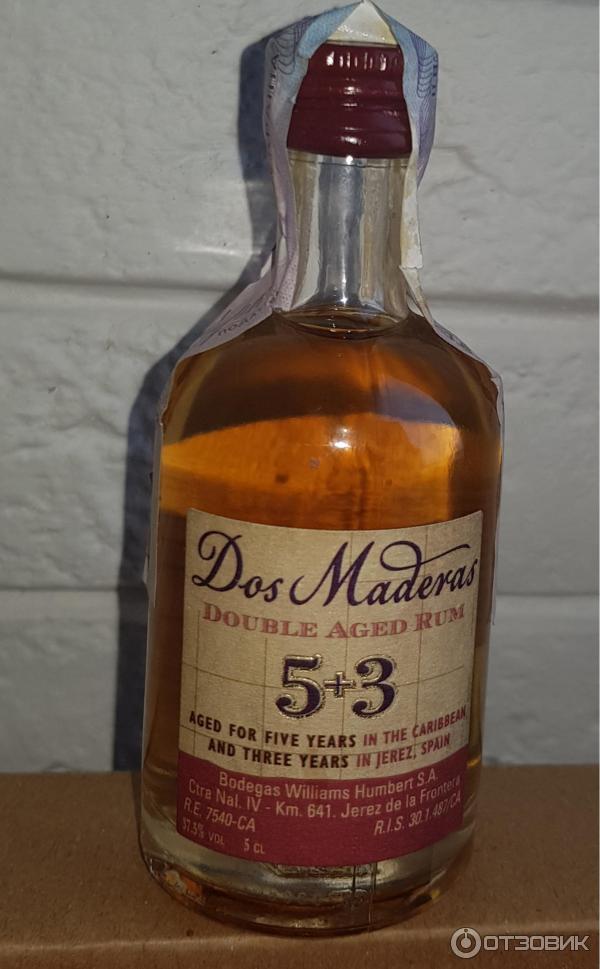 Dos Maderas
DOUBLE AGED RUM
5+3
AGED FOR FIVE YEARS IN THE CARIBBEAN
AND THREE YEARS IN JEREZ, SPAIN
Bodegas Williams Humbert S.A.
Ctra Nal. IV - Km. 641. Jerez de la Frontera
R.E. 7540-CA R.I.S. 30.1.487/CA
37.5% VOL 5 CL
ОТЗОВИК